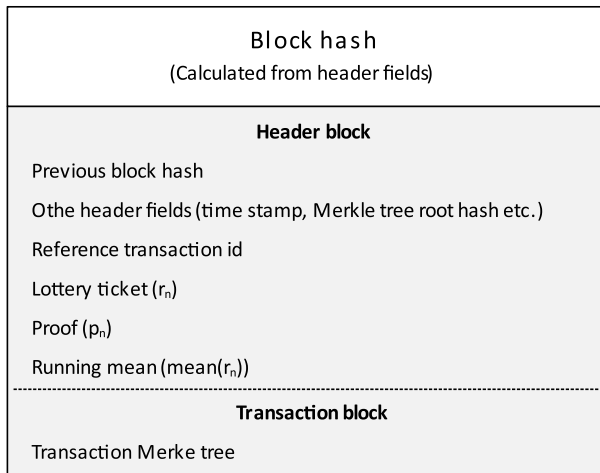 Block hash
(Calculated from header fields)
Header block
Previous block hash
Othe header fields (time stamp, Merkle tree root hash etc.)
Reference transaction id
Lottery ticket (rₙ)
Proof (pₙ)
Running mean (mean(rₙ))
Transaction block
Transaction Merke tree